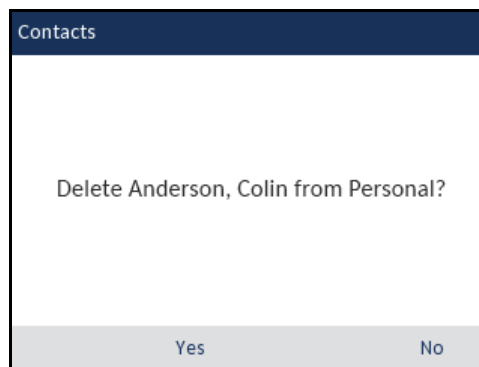 Contacts
Delete Anderson, Colin from Personal?
Yes No